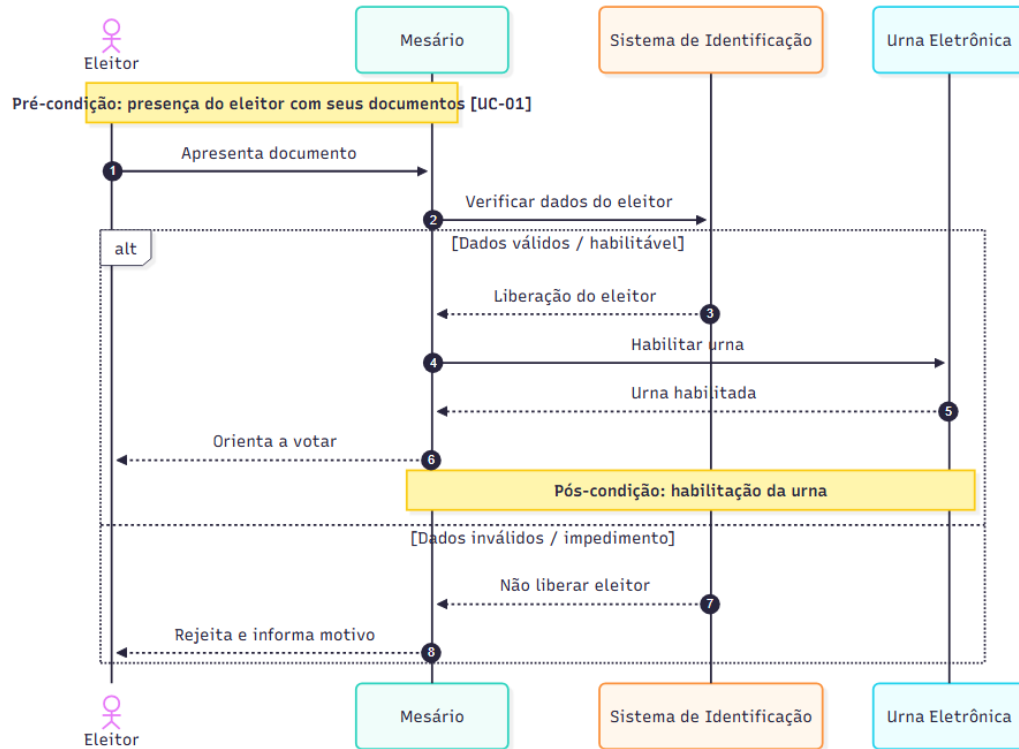 Eleitor
Mesário
Sistema de Identificação
Urna Eletrônica
Pré-condição: presença do eleitor com seus documentos [UC-01]
1
Apresenta documento
2
Verificar dados do eleitor
alt
[Dados válidos / habilitável]
Liberação do eleitor
3
4
Habilitar urna
Urna habilitada
5
Orienta a votar
6
Pós-condição: habilitação da urna
[Dados inválidos / impedimento]
Não liberar eleitor
7
Rejeita e informa motivo
8
Eleitor
Mesário
Sistema de Identificação
Urna Eletrônica